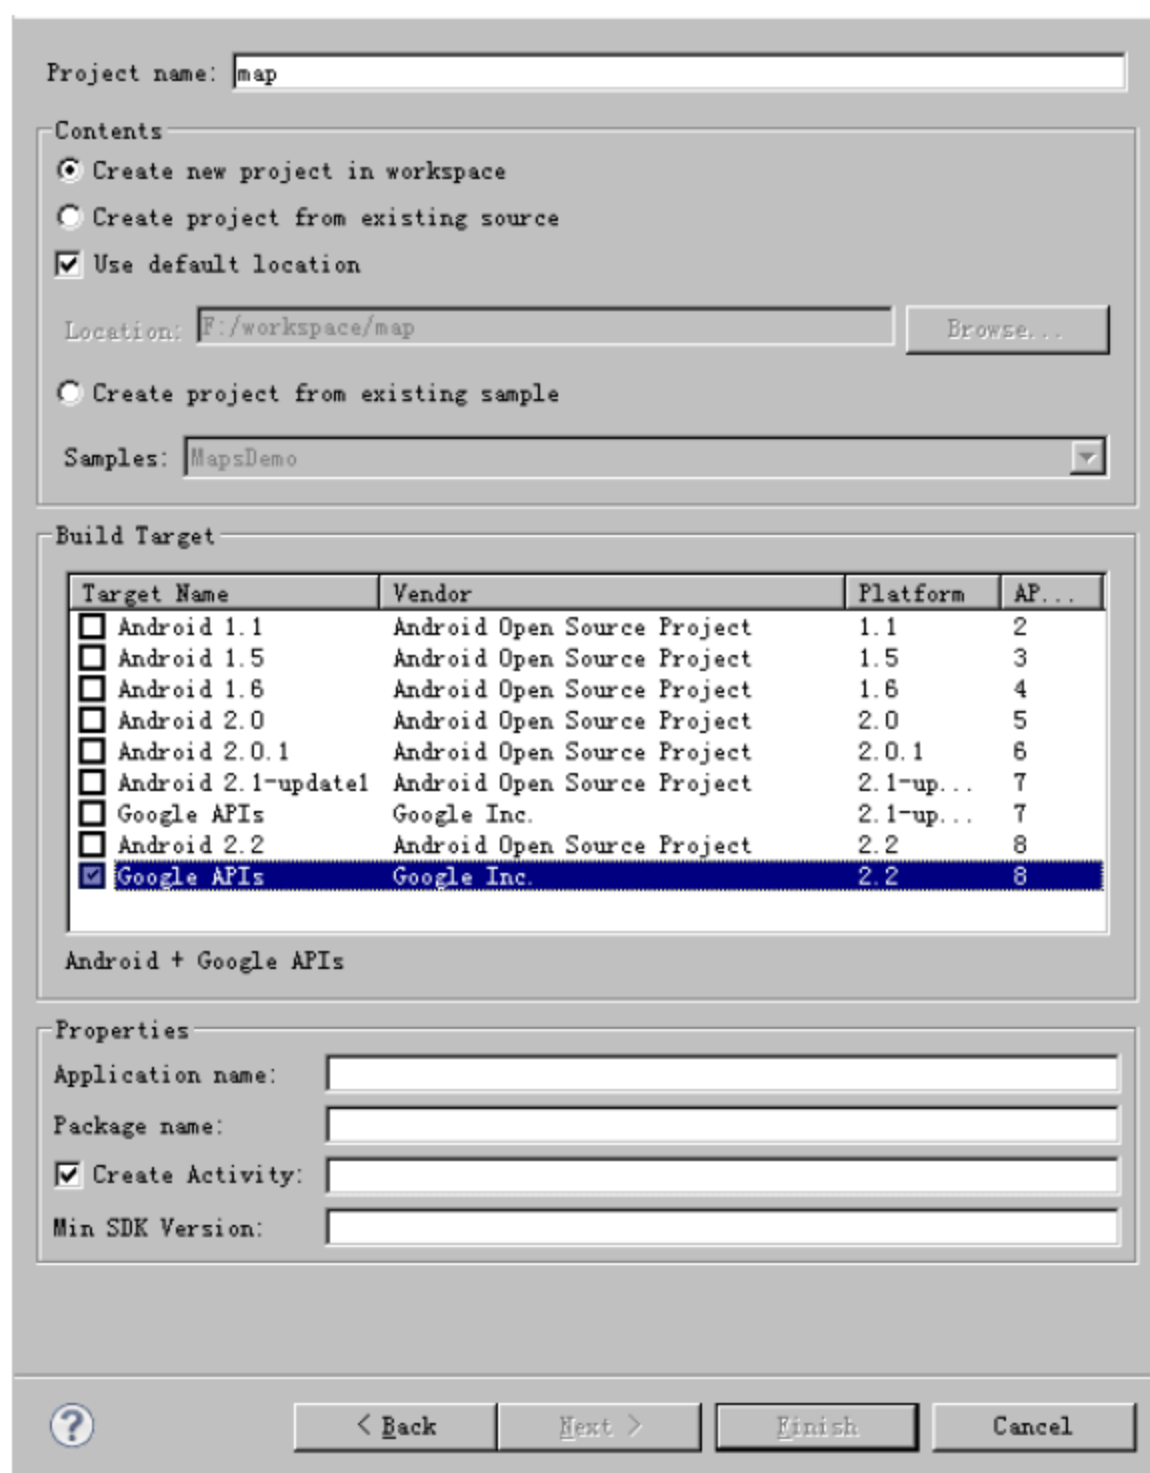 Project name: map
Contents
Create new project in workspace
Create project from existing source
Use default location
Location: F:/workspace/map Browse...
Create project from existing sample
Samples: MapsDemo
Build Target
Target Name Vendor Platform AP...
Android 1.1 Android Open Source Project 1.1 2
Android 1.5 Android Open Source Project 1.5 3
Android 1.6 Android Open Source Project 1.6 4
Android 2.0 Android Open Source Project 2.0 5
Android 2.0.1 Android Open Source Project 2.0.1 6
Android 2.1-update1 Android Open Source Project 2.1-up... 7
Google APIs Google Inc. 2.1-up... 7
Android 2.2 Android Open Source Project 2.2 8
Google APIs Google Inc. 2.2 8
Android + Google APIs
Properties
Application name:
Package name:
Create Activity:
Min SDK Version:
? < Back Next > Finish Cancel